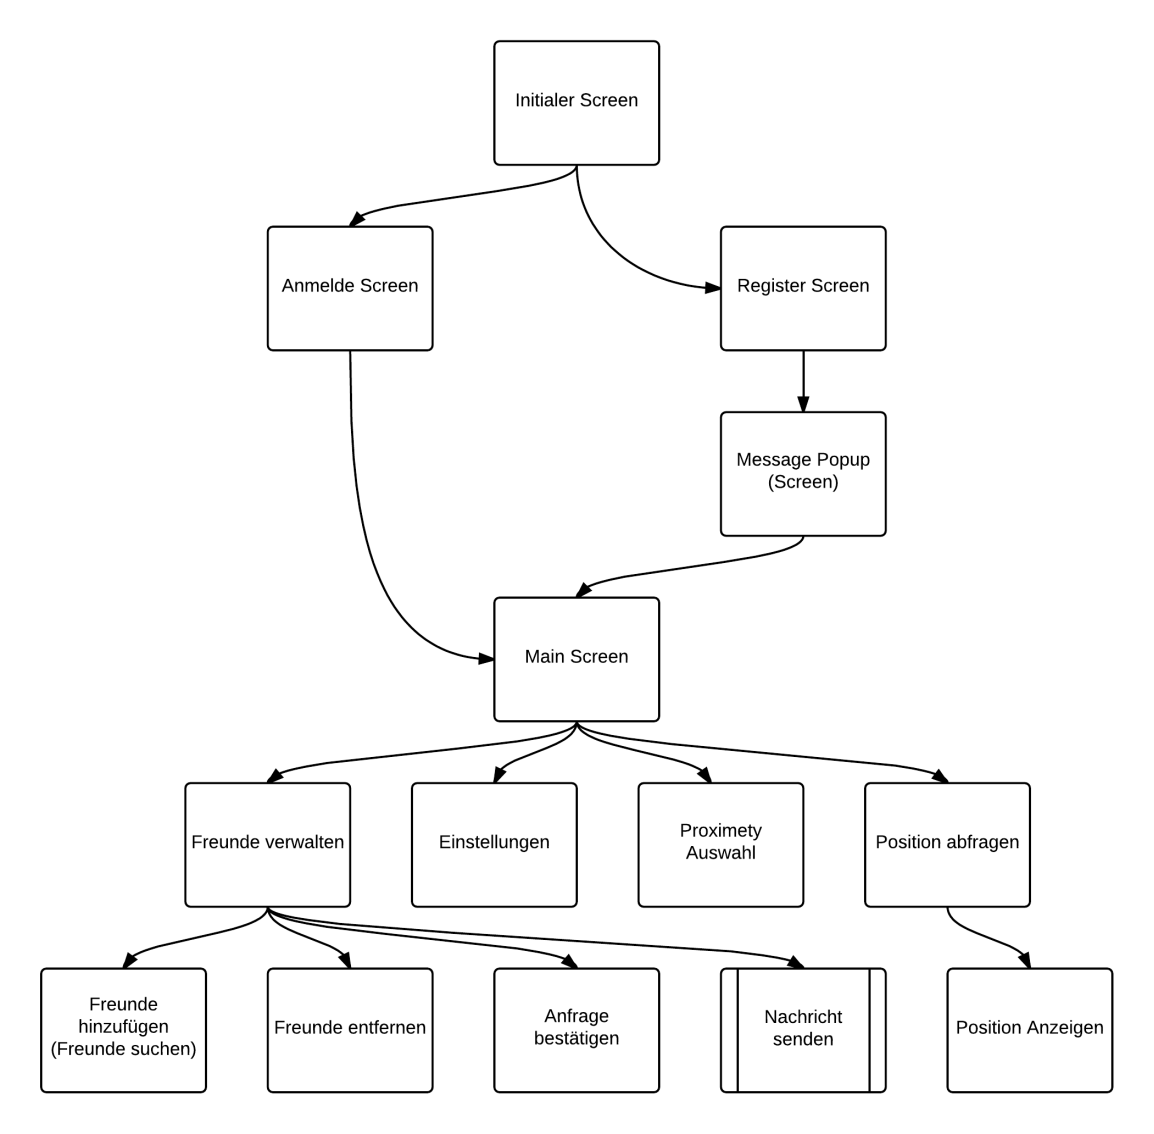 Initialer Screen
Anmelde Screen
Register Screen
Message Popup
(Screen)
Main Screen
Freunde verwalten
Einstellungen
Proximety
Auswahl
Position abfragen
Freunde
hinzufügen
(Freunde suchen)
Freunde entfernen
Anfrage
bestätigen
Nachricht
senden
Position Anzeigen